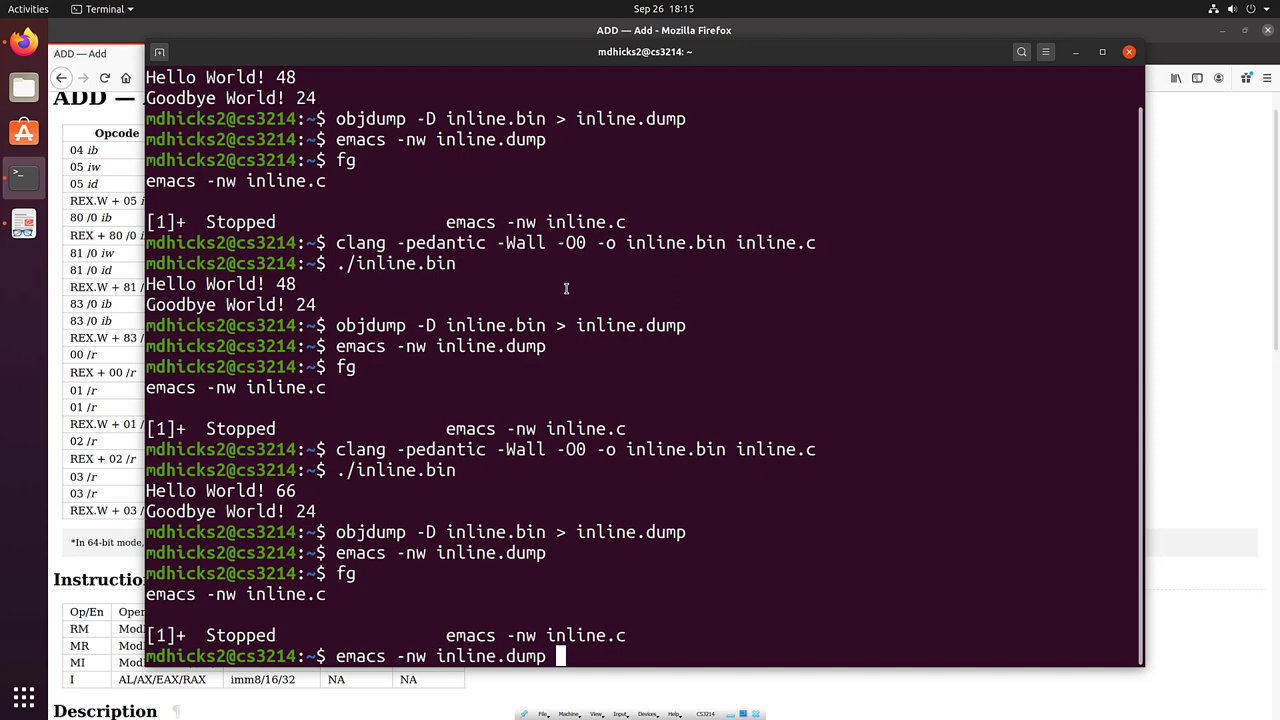 Activities
Terminal
Sep 26 18:15
ADD — Add - Mozilla Firefox
ADD — Add
mdhicks2@cs3214: ~
ADD —
Opcode
04 ib
05 iw
05 id
REX.W + 05
80 /0 ib
REX + 80 /0
81 /0 iw
81 /0 id
REX.W + 81
83 /0 ib
83 /0 ib
REX.W + 83
00 /r
REX + 00 /r
01 /r
01 /r
REX.W + 01
02 /r
REX + 02 /r
03 /r
03 /r
REX.W + 03
*In 64-bit mode,
Instructio
Op/En
RM
MR
MI
I
AL/AX/EAX/RAX
imm8/16/32
NA
NA
Description ¶
Hello World! 48
Goodbye World! 24
mdhicks2@cs3214:~$ objdump -D inline.bin > inline.dump
mdhicks2@cs3214:~$ emacs -nw inline.dump
mdhicks2@cs3214:~$ fg
emacs -nw inline.c
[1]+  Stopped                 emacs -nw inline.c
mdhicks2@cs3214:~$ clang -pedantic -Wall -O0 -o inline.bin inline.c
mdhicks2@cs3214:~$ ./inline.bin
Hello World! 48
Goodbye World! 24
mdhicks2@cs3214:~$ objdump -D inline.bin > inline.dump
mdhicks2@cs3214:~$ emacs -nw inline.dump
mdhicks2@cs3214:~$ fg
emacs -nw inline.c
[1]+  Stopped                 emacs -nw inline.c
mdhicks2@cs3214:~$ clang -pedantic -Wall -O0 -o inline.bin inline.c
mdhicks2@cs3214:~$ ./inline.bin
Hello World! 66
Goodbye World! 24
mdhicks2@cs3214:~$ objdump -D inline.bin > inline.dump
mdhicks2@cs3214:~$ emacs -nw inline.dump
mdhicks2@cs3214:~$ fg
emacs -nw inline.c
[1]+  Stopped                 emacs -nw inline.c
mdhicks2@cs3214:~$ emacs -nw inline.dump
File
Machine
View
Input
Devices
Help
CS3214